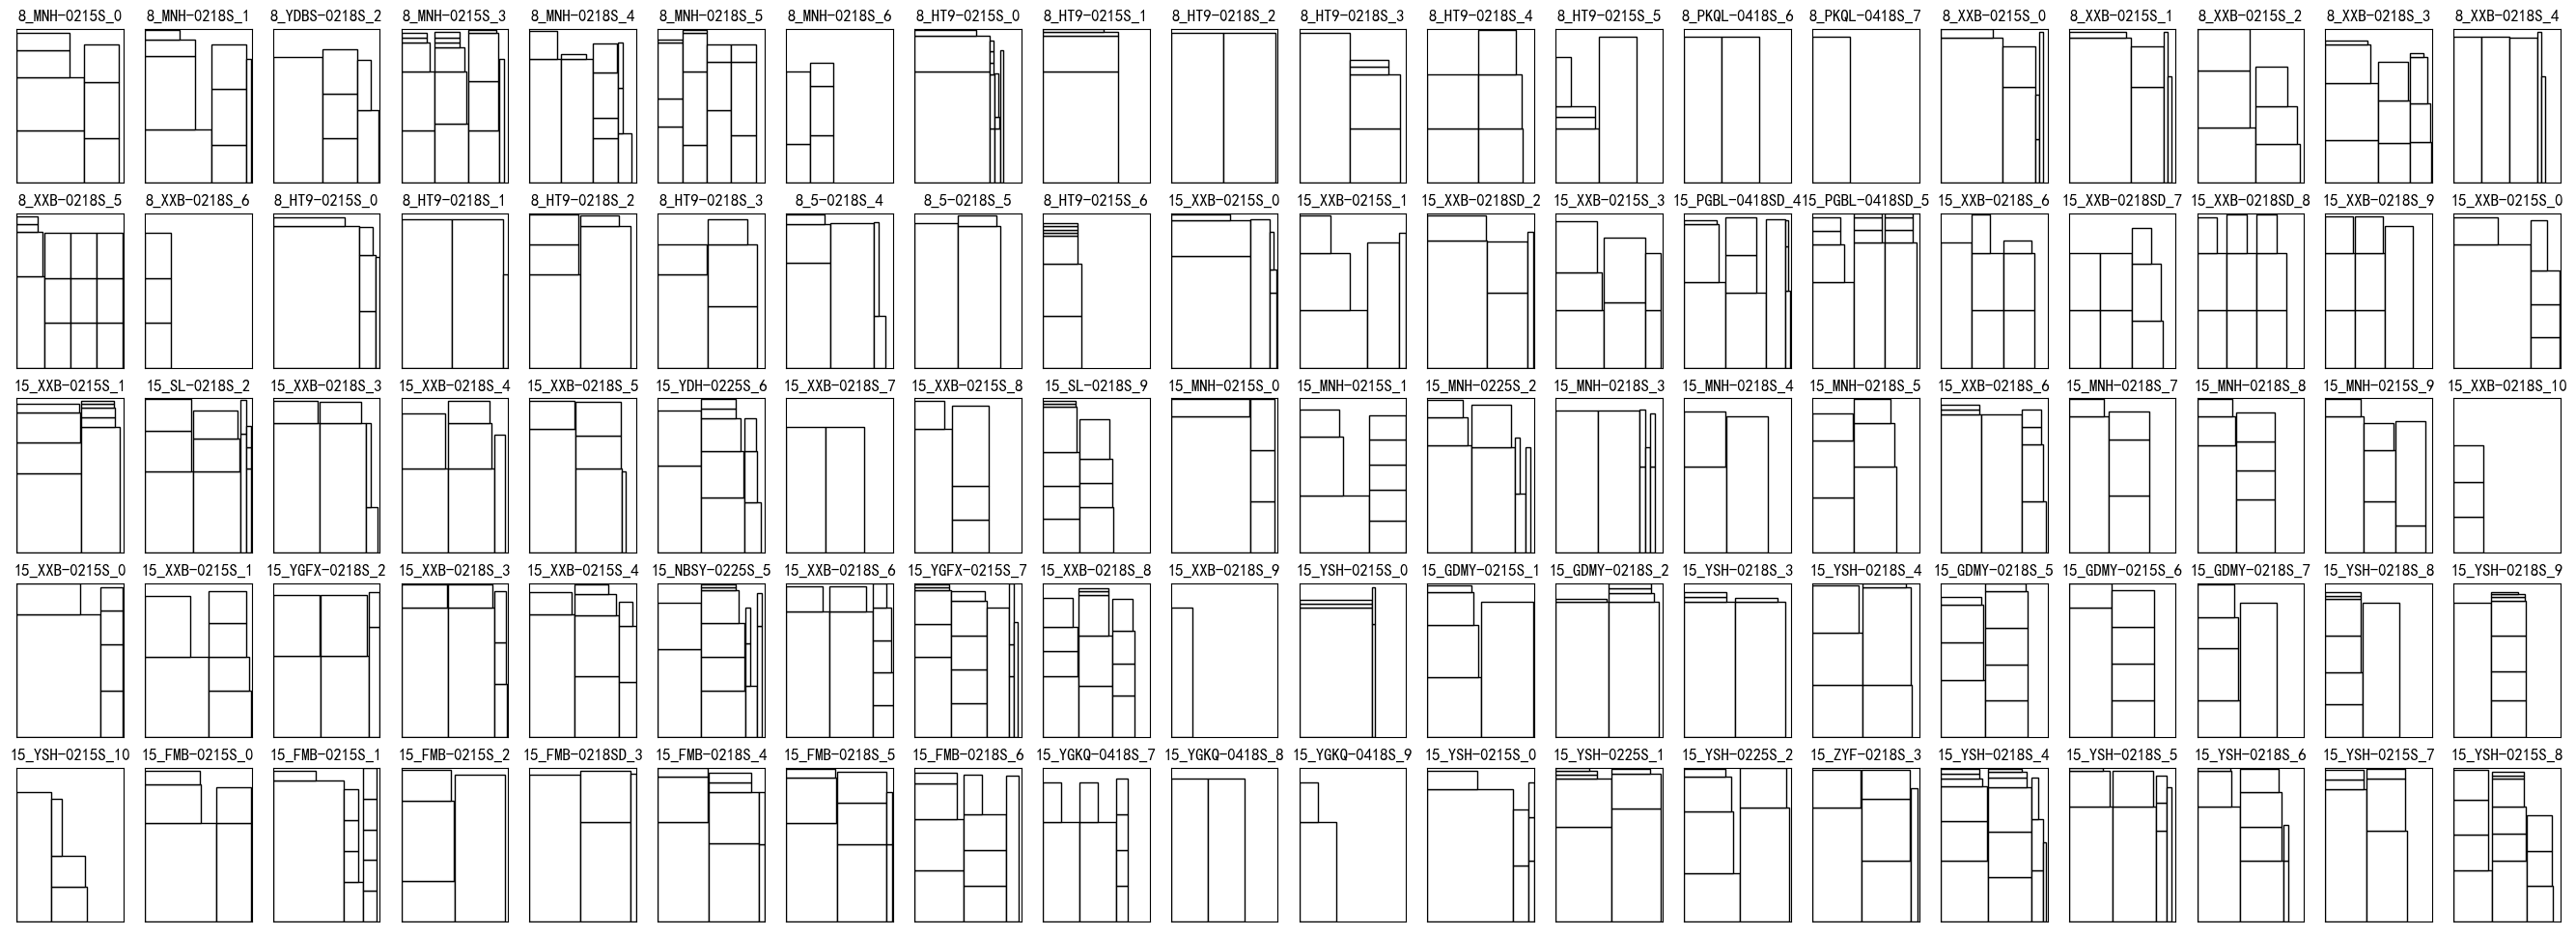 8_MNH-0215S_0 8_MNH-0218S_1 8_YDBS-0218S_2 8_MNH-0215S_3 8_MNH-0218S_4 8_MNH-0218S_5 8_MNH-0218S_6 8_HT9-0215S_0 8_HT9-0215S_1 8_HT9-0218S_2 8_HT9-0218S_3 8_HT9-0218S_4 8_HT9-0215S_5 8_PKQL-0418S_6 8_PKQL-0418S_7 8_XXB-0215S_0 8_XXB-0215S_1 8_XXB-0215S_2 8_XXB-0218S_3 8_XXB-0218S_4
8_XXB-0218S_5 8_XXB-0218S_6 8_HT9-0215S_0 8_HT9-0218S_1 8_HT9-0218S_2 8_HT9-0218S_3 8_5-0218S_4 8_5-0218S_5 8_HT9-0215S_6 15_XXB-0215S_0 15_XXB-0215S_1 15_XXB-0218SD_2 15_XXB-0215S_3 15_PGBL-0418SD_4 15_PGBL-0418SD_5 15_XXB-0218S_6 15_XXB-0218SD_7 15_XXB-0218SD_8 15_XXB-0218S_9 15_XXB-0215S_0
15_XXB-0215S_1 15_SL-0218S_2 15_XXB-0218S_3 15_XXB-0218S_4 15_XXB-0218S_5 15_YDH-0225S_6 15_XXB-0218S_7 15_XXB-0215S_8 15_SL-0218S_9 15_MNH-0215S_0 15_MNH-0215S_1 15_MNH-0225S_2 15_MNH-0218S_3 15_MNH-0218S_4 15_MNH-0218S_5 15_XXB-0218S_6 15_MNH-0218S_7 15_MNH-0218S_8 15_MNH-0215S_9 15_XXB-0218S_10
15_XXB-0215S_0 15_XXB-0215S_1 15_YGFX-0218S_2 15_XXB-0218S_3 15_XXB-0215S_4 15_NBSY-0225S_5 15_XXB-0218S_6 15_YGFX-0215S_7 15_XXB-0218S_8 15_XXB-0218S_9 15_YSH-0215S_0 15_GDMY-0215S_1 15_GDMY-0218S_2 15_YSH-0218S_3 15_YSH-0218S_4 15_GDMY-0218S_5 15_GDMY-0215S_6 15_GDMY-0218S_7 15_YSH-0218S_8 15_YSH-0218S_9
15_YSH-0215S_10 15_FMB-0215S_0 15_FMB-0215S_1 15_FMB-0215S_2 15_FMB-0218SD_3 15_FMB-0218S_4 15_FMB-0218S_5 15_FMB-0218S_6 15_YGKQ-0418S_7 15_YGKQ-0418S_8 15_YGKQ-0418S_9 15_YSH-0215S_0 15_YSH-0225S_1 15_YSH-0225S_2 15_ZYF-0218S_3 15_YSH-0218S_4 15_YSH-0218S_5 15_YSH-0218S_6 15_YSH-0215S_7 15_YSH-0215S_8